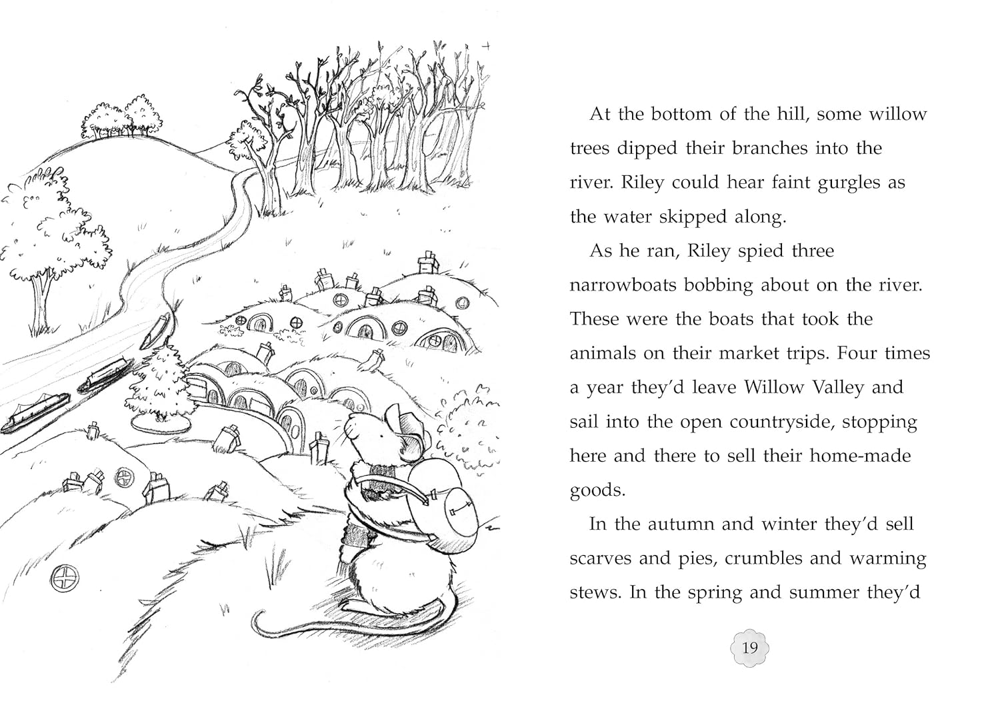 At the bottom of the hill, some willow
trees dipped their branches into the
river. Riley could hear faint gurgles as
the water skipped along.
As he ran, Riley spied three
narrowboats bobbing about on the river.
These were the boats that took the
animals on their market trips. Four times
a year they’d leave Willow Valley and
sail into the open countryside, stopping
here and there to sell their home-made
goods.
In the autumn and winter they’d sell
scarves and pies, crumbles and warming
stews. In the spring and summer they’d
19